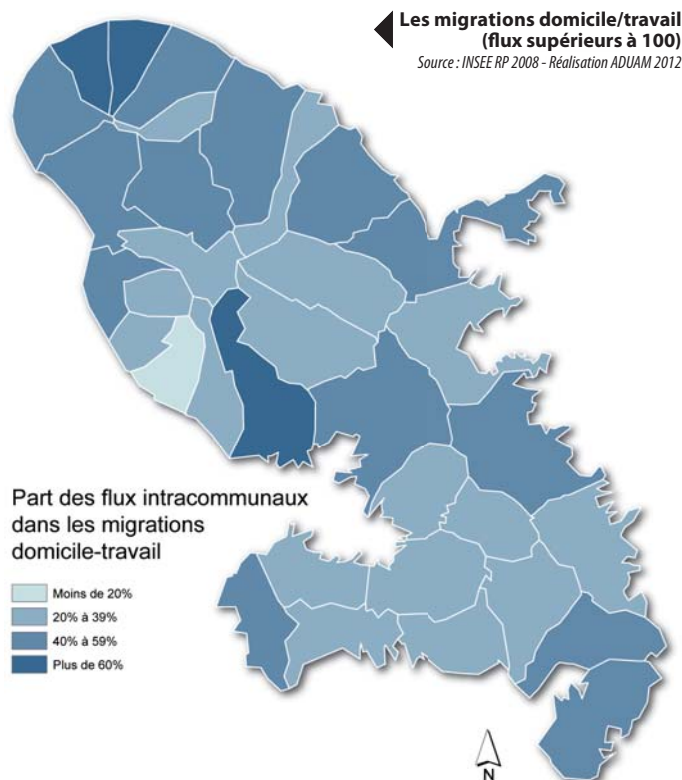 Les migrations domicile/travail
(flux supérieurs à 100)
Source : INSEE RP 2008 - Réalisation ADUAM 2012
Part des flux intracommunaux
dans les migrations
domicile-travail
Moins de 20%
20% à 39%
40% à 59%
Plus de 60%
N